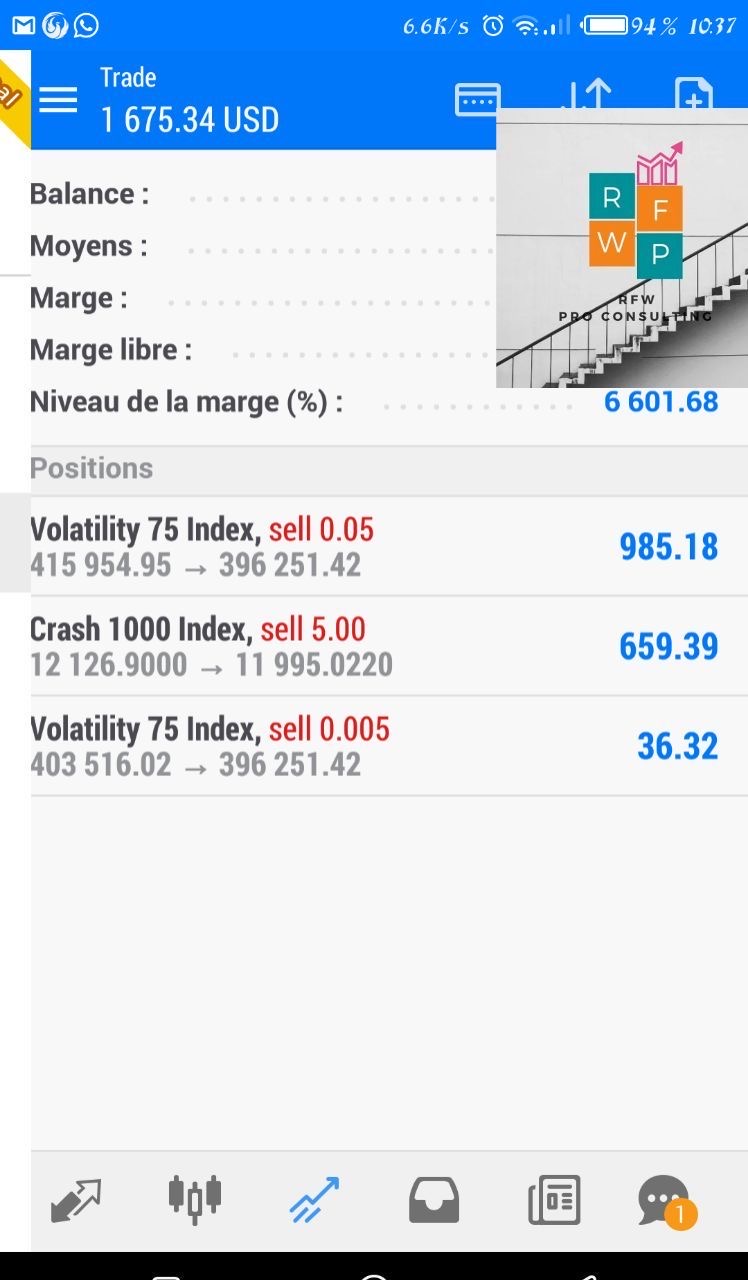 6.6K/s 94% 10:37
al
Trade
1 675.34 USD
Balance :
Moyens :
Marge :
Marge libre :
Niveau de la marge (%) : 6 601.68
R F
W P
RFW
PRO CONSULTING
Positions
Volatility 75 Index, sell 0.05
985.18
415 954.95 → 396 251.42
Crash 1000 Index, sell 5.00
659.39
12 126.9000 → 11 995.0220
Volatility 75 Index, sell 0.005
36.32
403 516.02 → 396 251.42
1